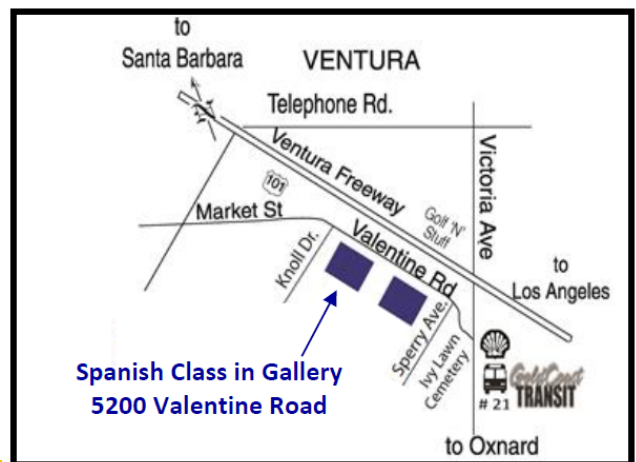 to
Santa Barbara
VENTURA
Telephone Rd.
Ventura Freeway
101
Victoria Ave
Golf 'N'
Stuff
Market St
Valentine Rd
Knoll Dr.
to
Los Angeles
Sperry Ave.
Ivy Lawn
Cemetery
Spanish Class in Gallery
5200 Valentine Road
GoldCoast
TRANSIT
# 21
to Oxnard